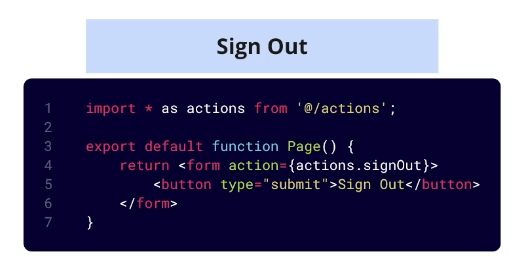 Sign Out
1 import * as actions from '@/actions';
2
3 export default function Page() {
4 return <form action={actions.signOut}>
5 <button type="submit">Sign Out</button>
6 </form>
7 }